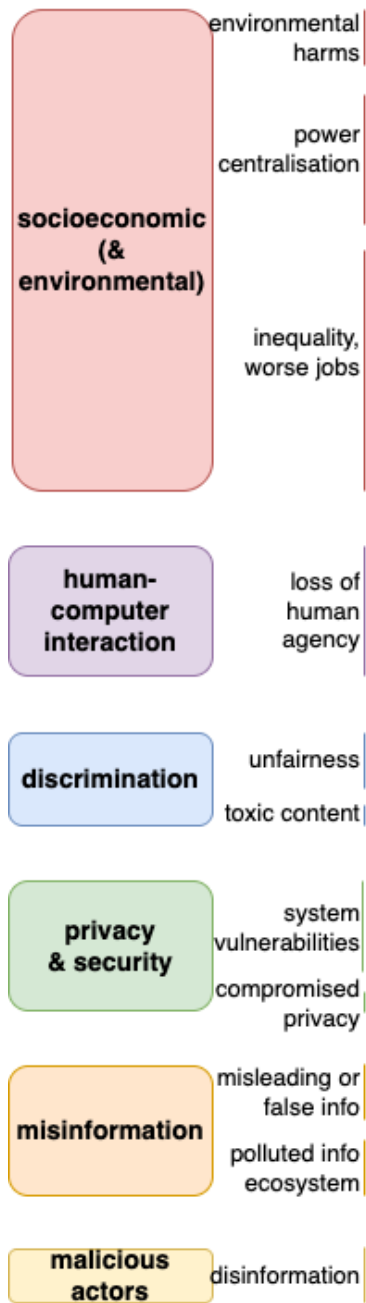 environmental
harms
power
centralisation
socioeconomic
(&
environmental)
inequality,
worse jobs
human-
computer
interaction
loss of
human
agency
discrimination
unfairness
toxic content
privacy
& security
system
vulnerabilities
compromised
privacy
misinformation
misleading or
false info
polluted info
ecosystem
malicious
actors
disinformation